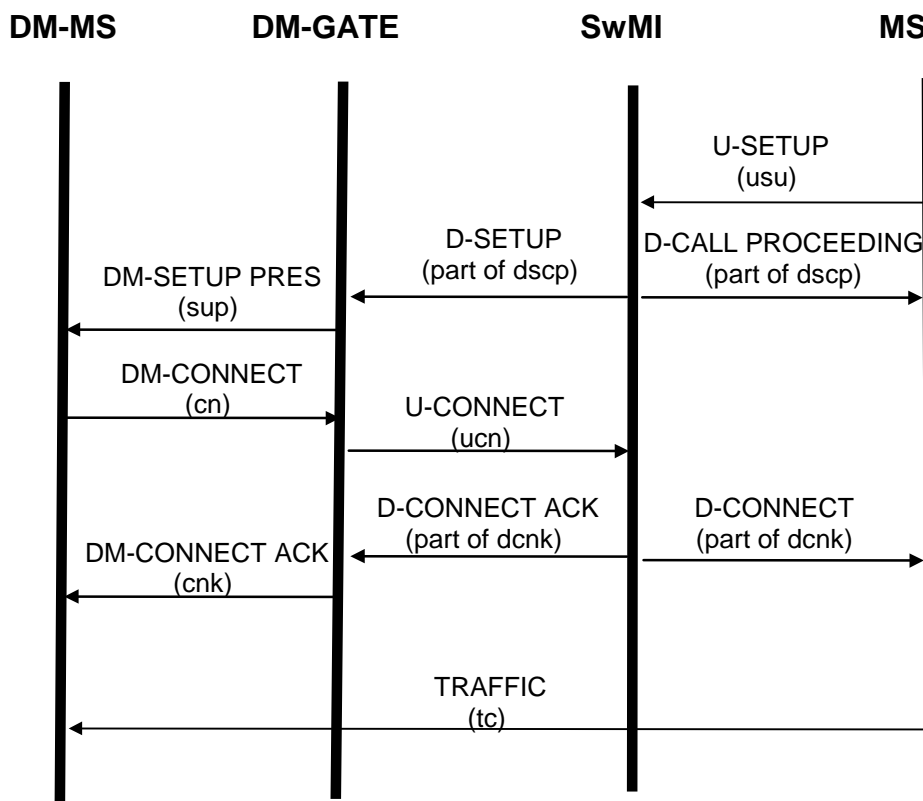 DM-MS DM-GATE SwMI MS
U-SETUP
(usu)
D-SETUP
(part of dscp)
D-CALL PROCEEDING
(part of dscp)
DM-SETUP PRES
(sup)
DM-CONNECT
(cn)
U-CONNECT
(ucn)
D-CONNECT ACK
(part of dcnk)
D-CONNECT
(part of dcnk)
DM-CONNECT ACK
(cnk)
TRAFFIC
(tc)